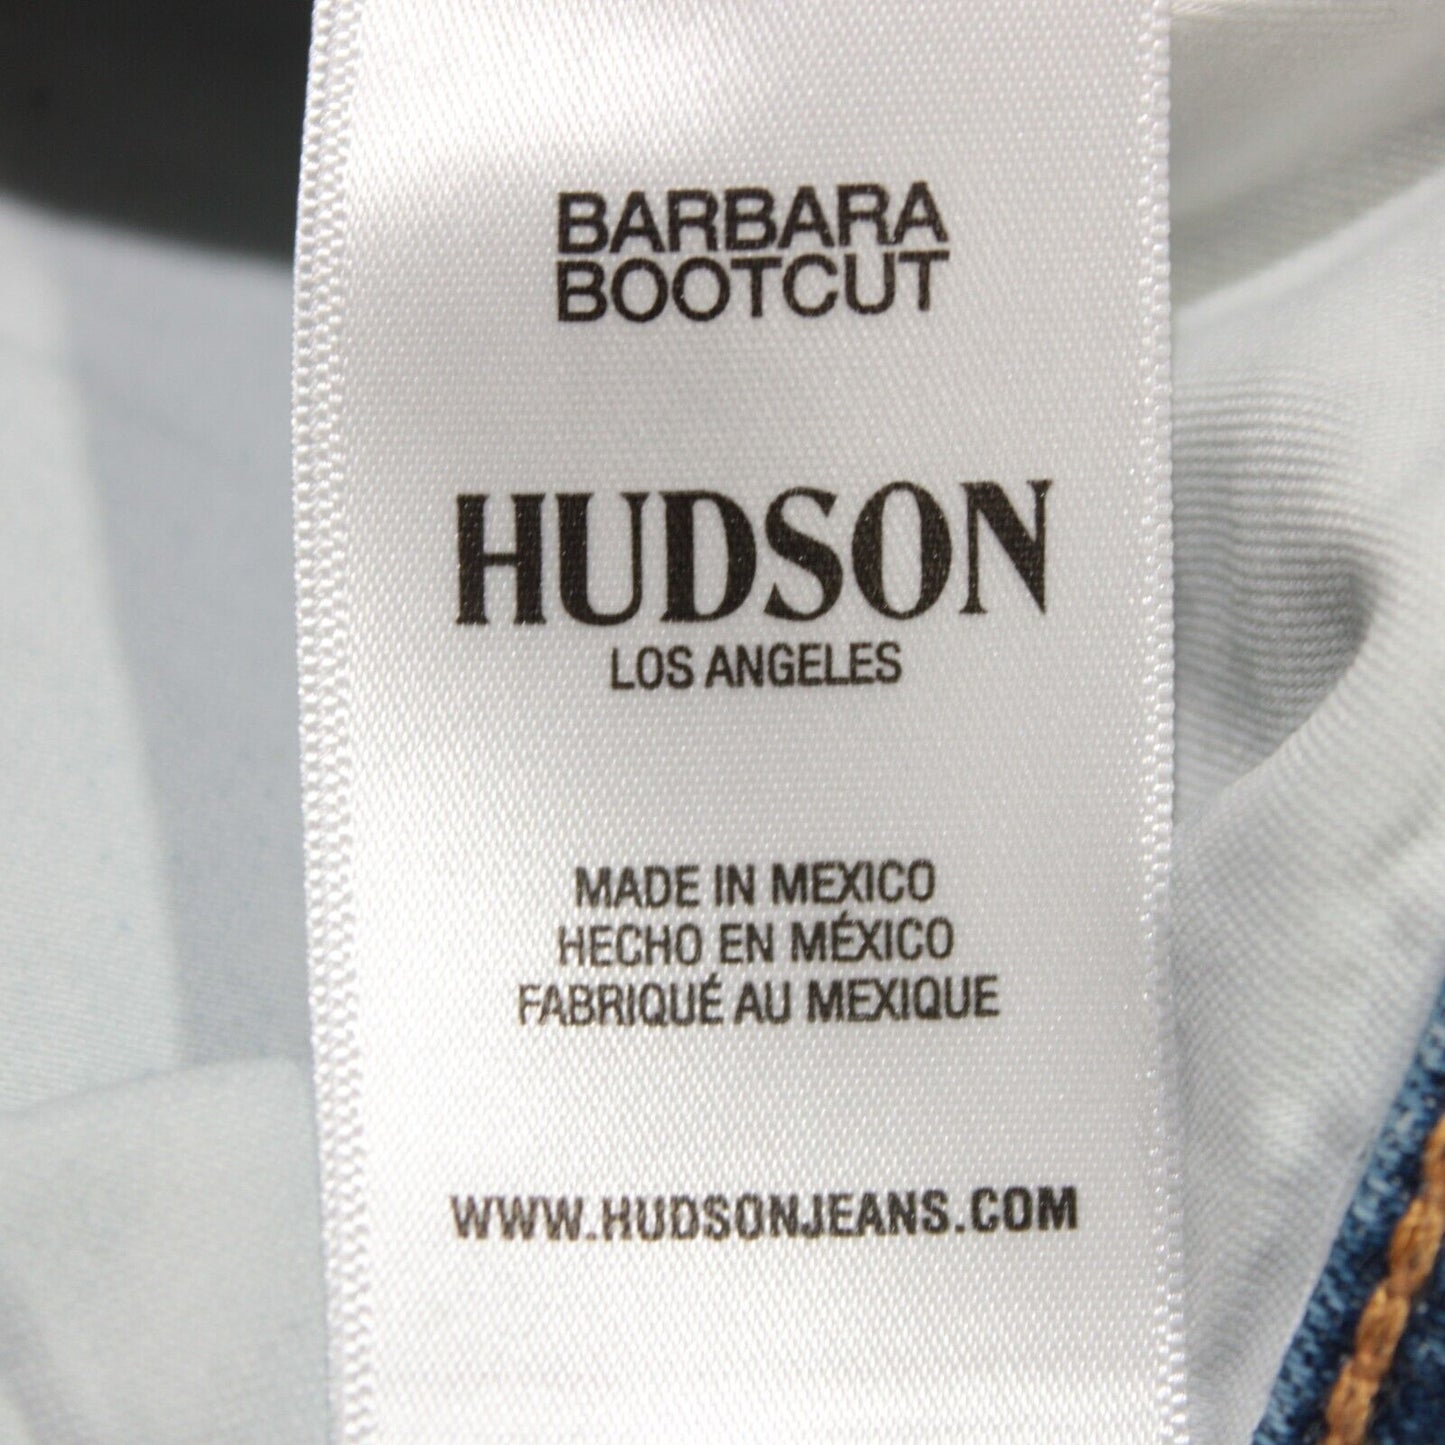 BARBARA
BOOTCUT
HUDSON
LOS ANGELES
MADE IN MEXICO
HECHO EN MÉXICO
FABRIQUÉ AU MEXIQUE
WWW.HUDSONJEANS.COM